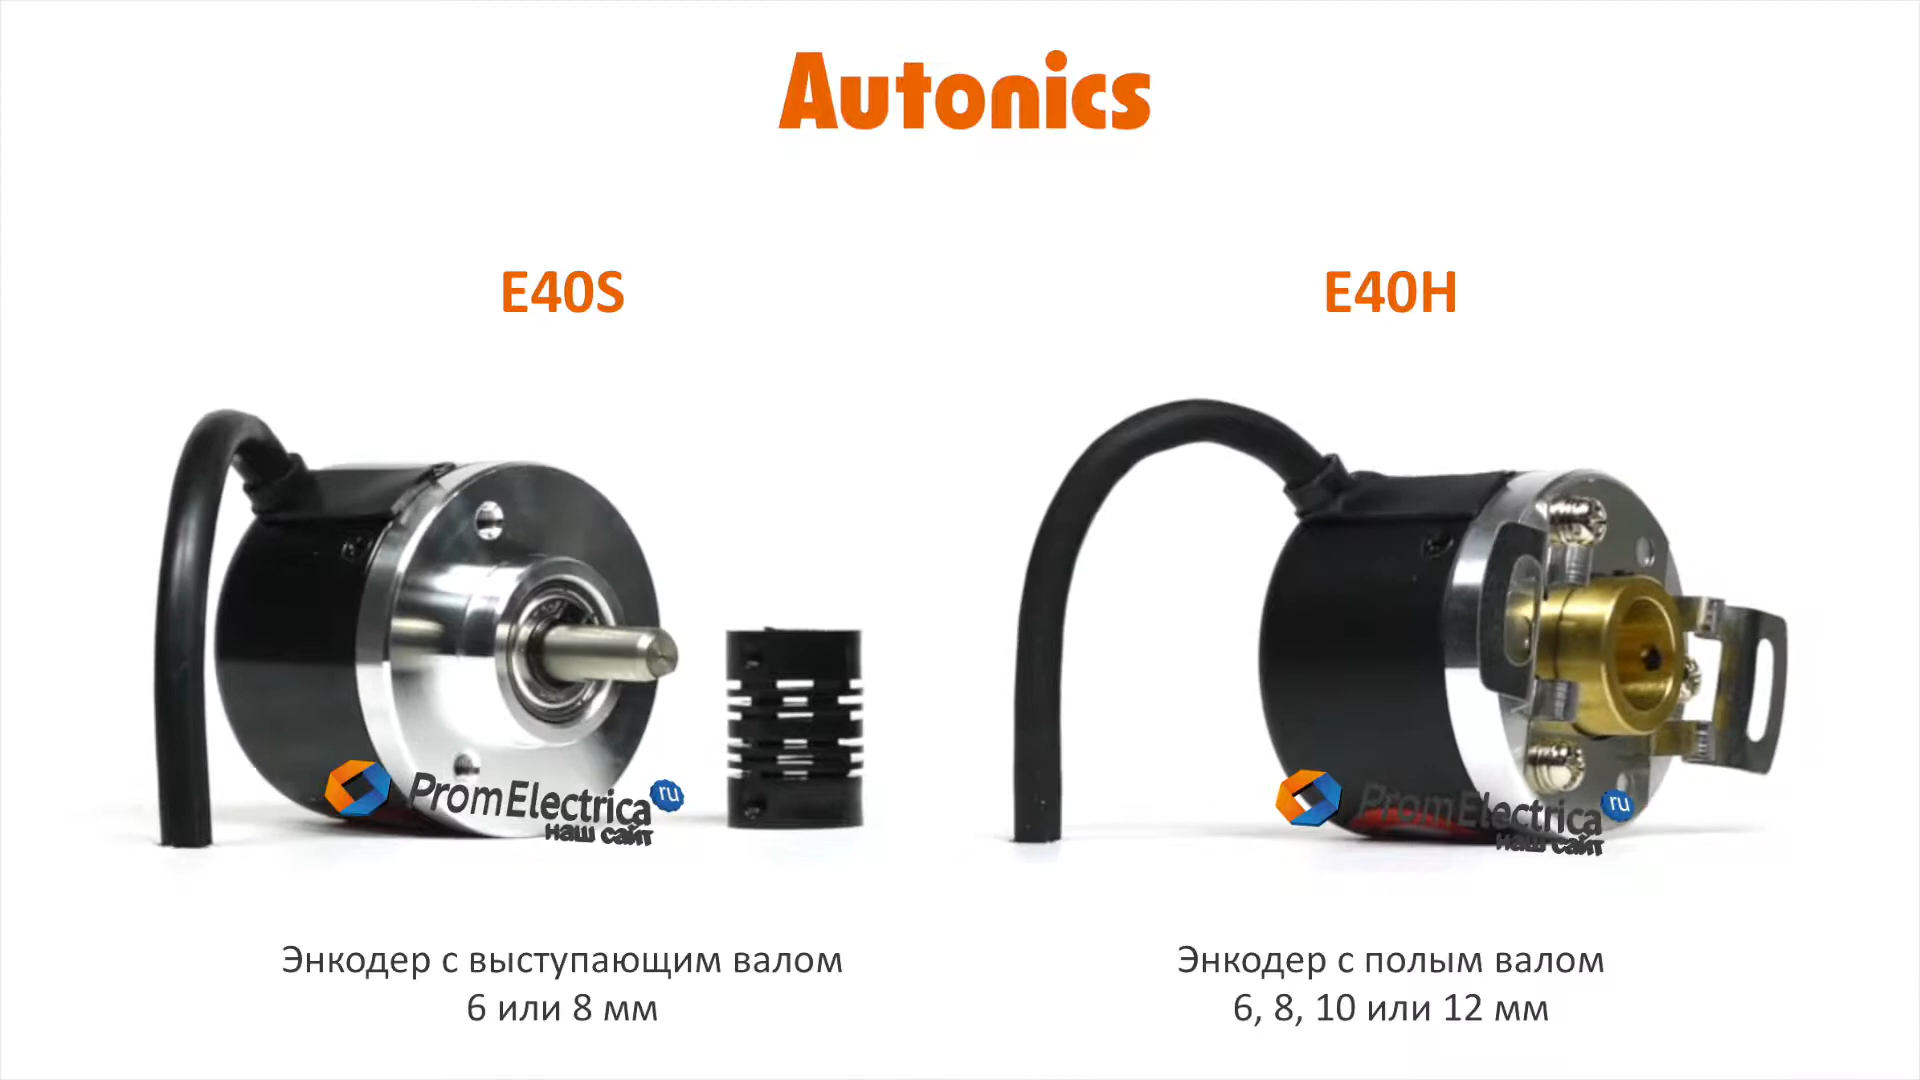 Autonics
E40S
E40H
PromElectrica ru
наш сайт
PromElectrica ru
наш сайт
Энкодер с выступающим валом
6 или 8 мм
Энкодер с полым валом
6, 8, 10 или 12 мм